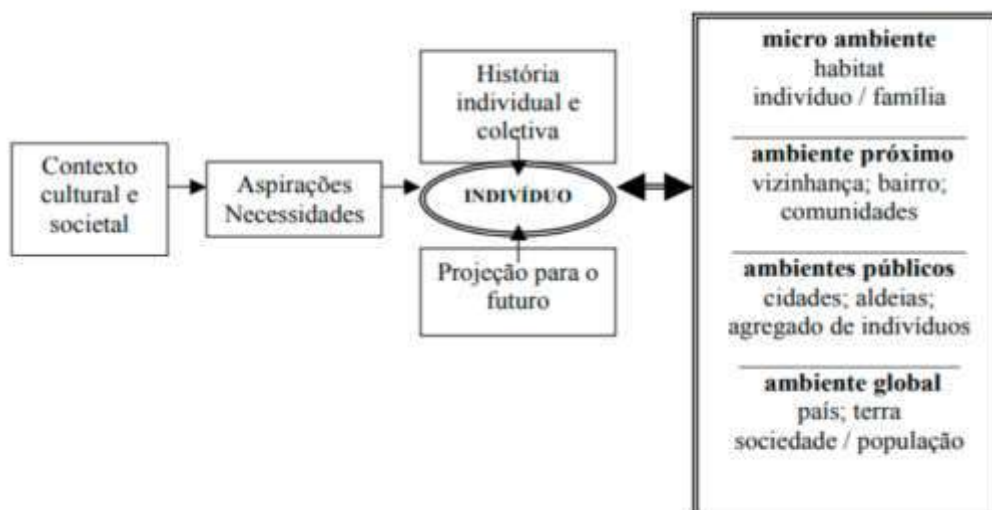 Contexto
cultural e
societal
Aspirações
Necessidades
História
individual e
coletiva
INDIVÍDUO
Projeção para o
futuro
micro ambiente
habitat
indivíduo / família
ambiente próximo
vizinhança; bairro;
comunidades
ambientes públicos
cidades; aldeias;
agregado de indivíduos
ambiente global
país; terra
sociedade / população